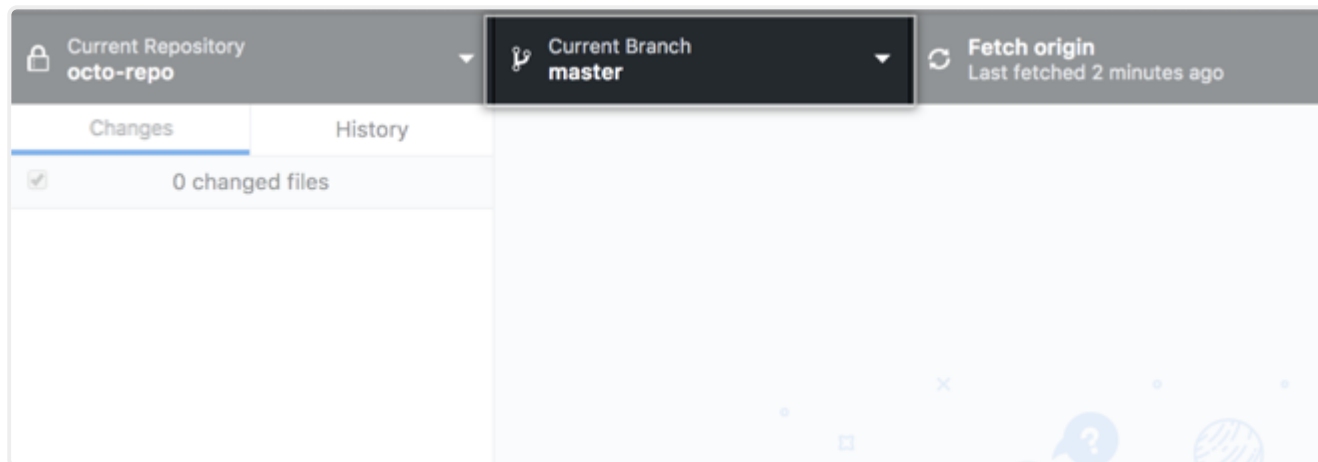 Current Repository
octo-repo
Current Branch
master
Fetch origin
Last fetched 2 minutes ago
Changes
History
0 changed files
?